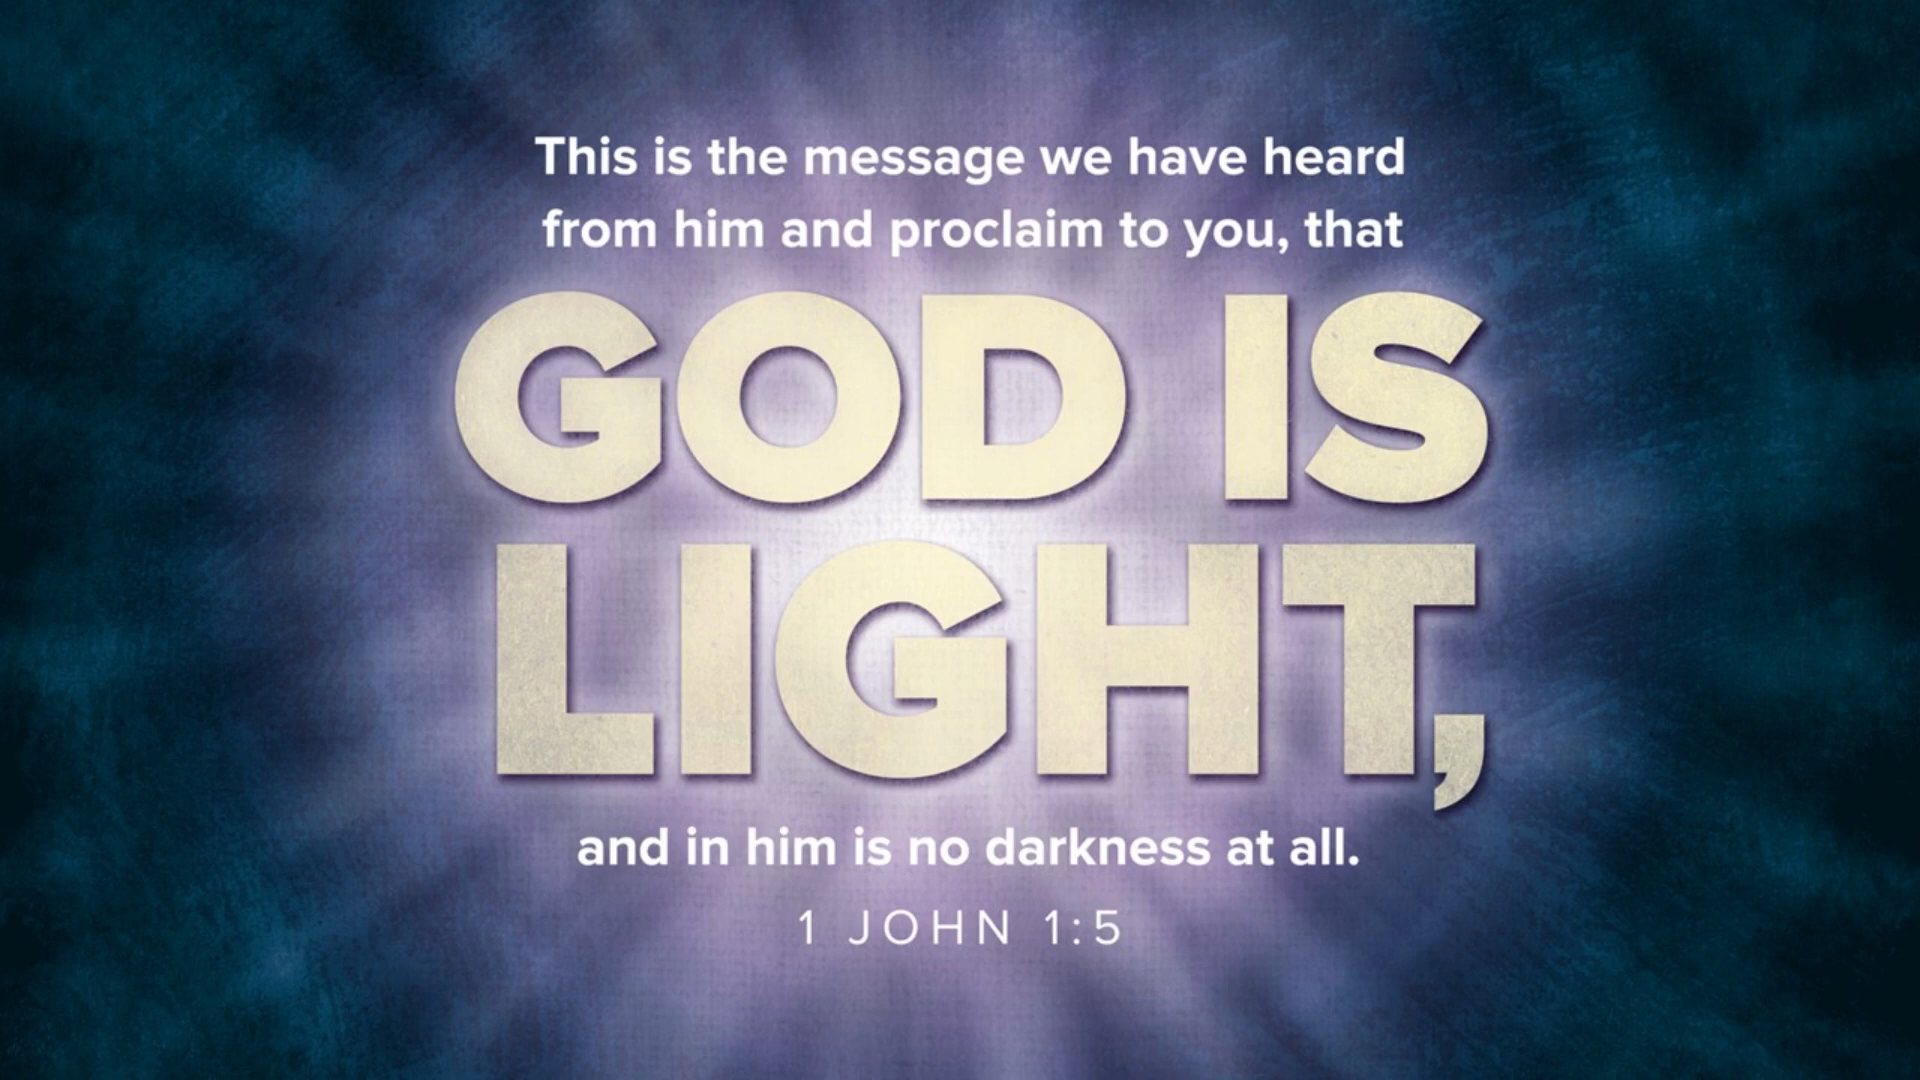 This is the message we have heard
from him and proclaim to you, that
GOD IS
LIGHT,
and in him is no darkness at all.
1 JOHN 1:5